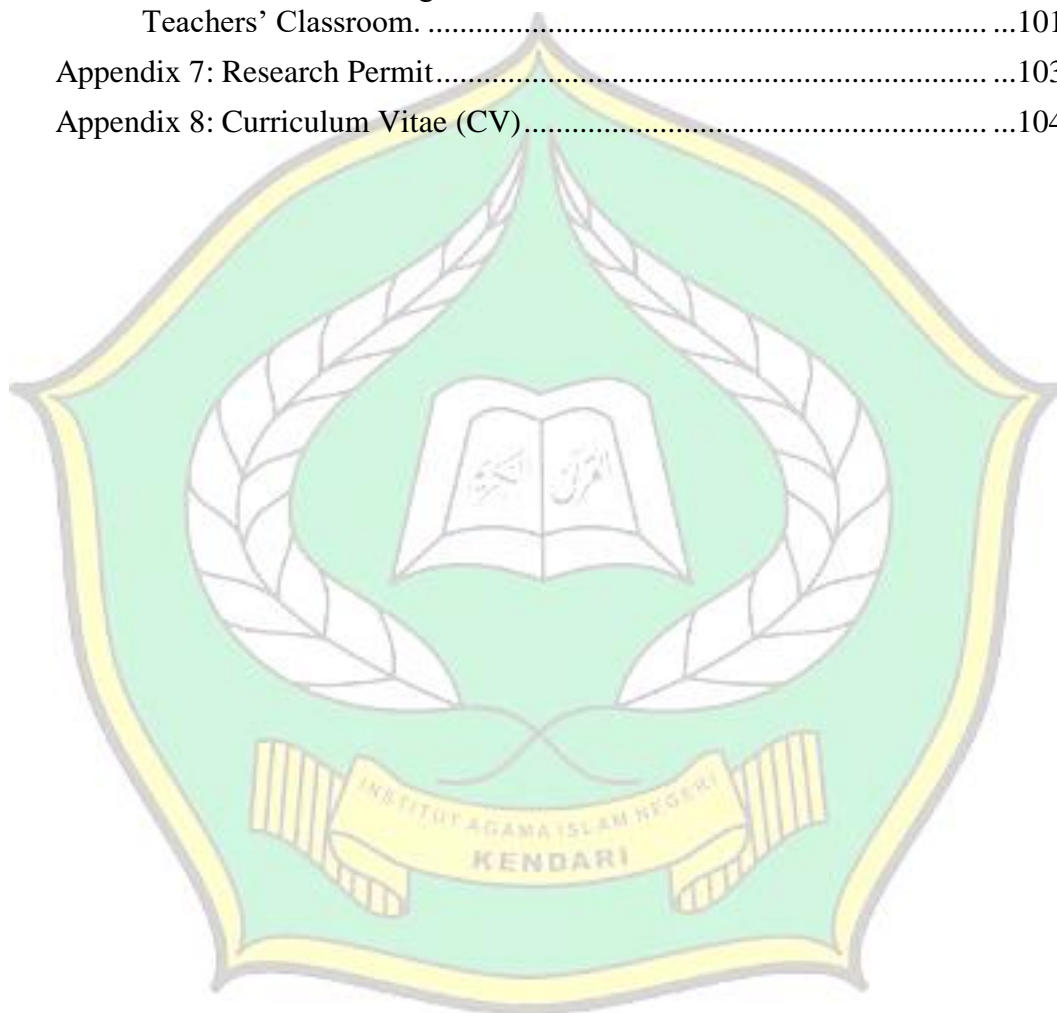 Teachers’ Classroom. ...101
Appendix 7: Research Permit ...103
Appendix 8: Curriculum Vitae (CV) ...104
INSTITUT AGAMA ISLAM NEGERI
KENDARI